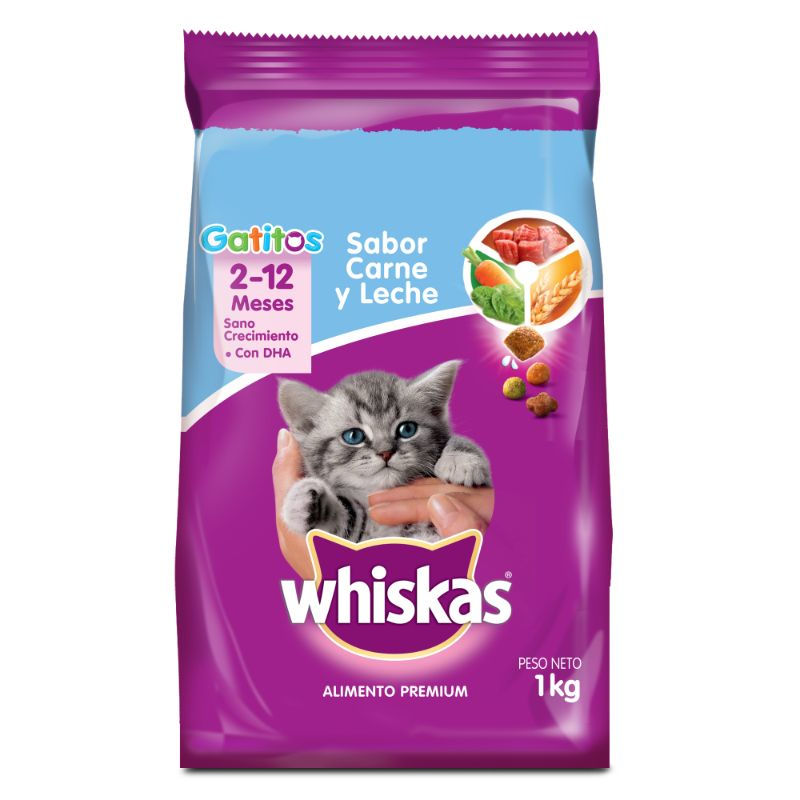 Gatitos
2-12
Meses
Sano
Crecimiento
• Con DHA
Sabor
Carne
y Leche
whiskas®
ALIMENTO PREMIUM
PESO NETO
1kg